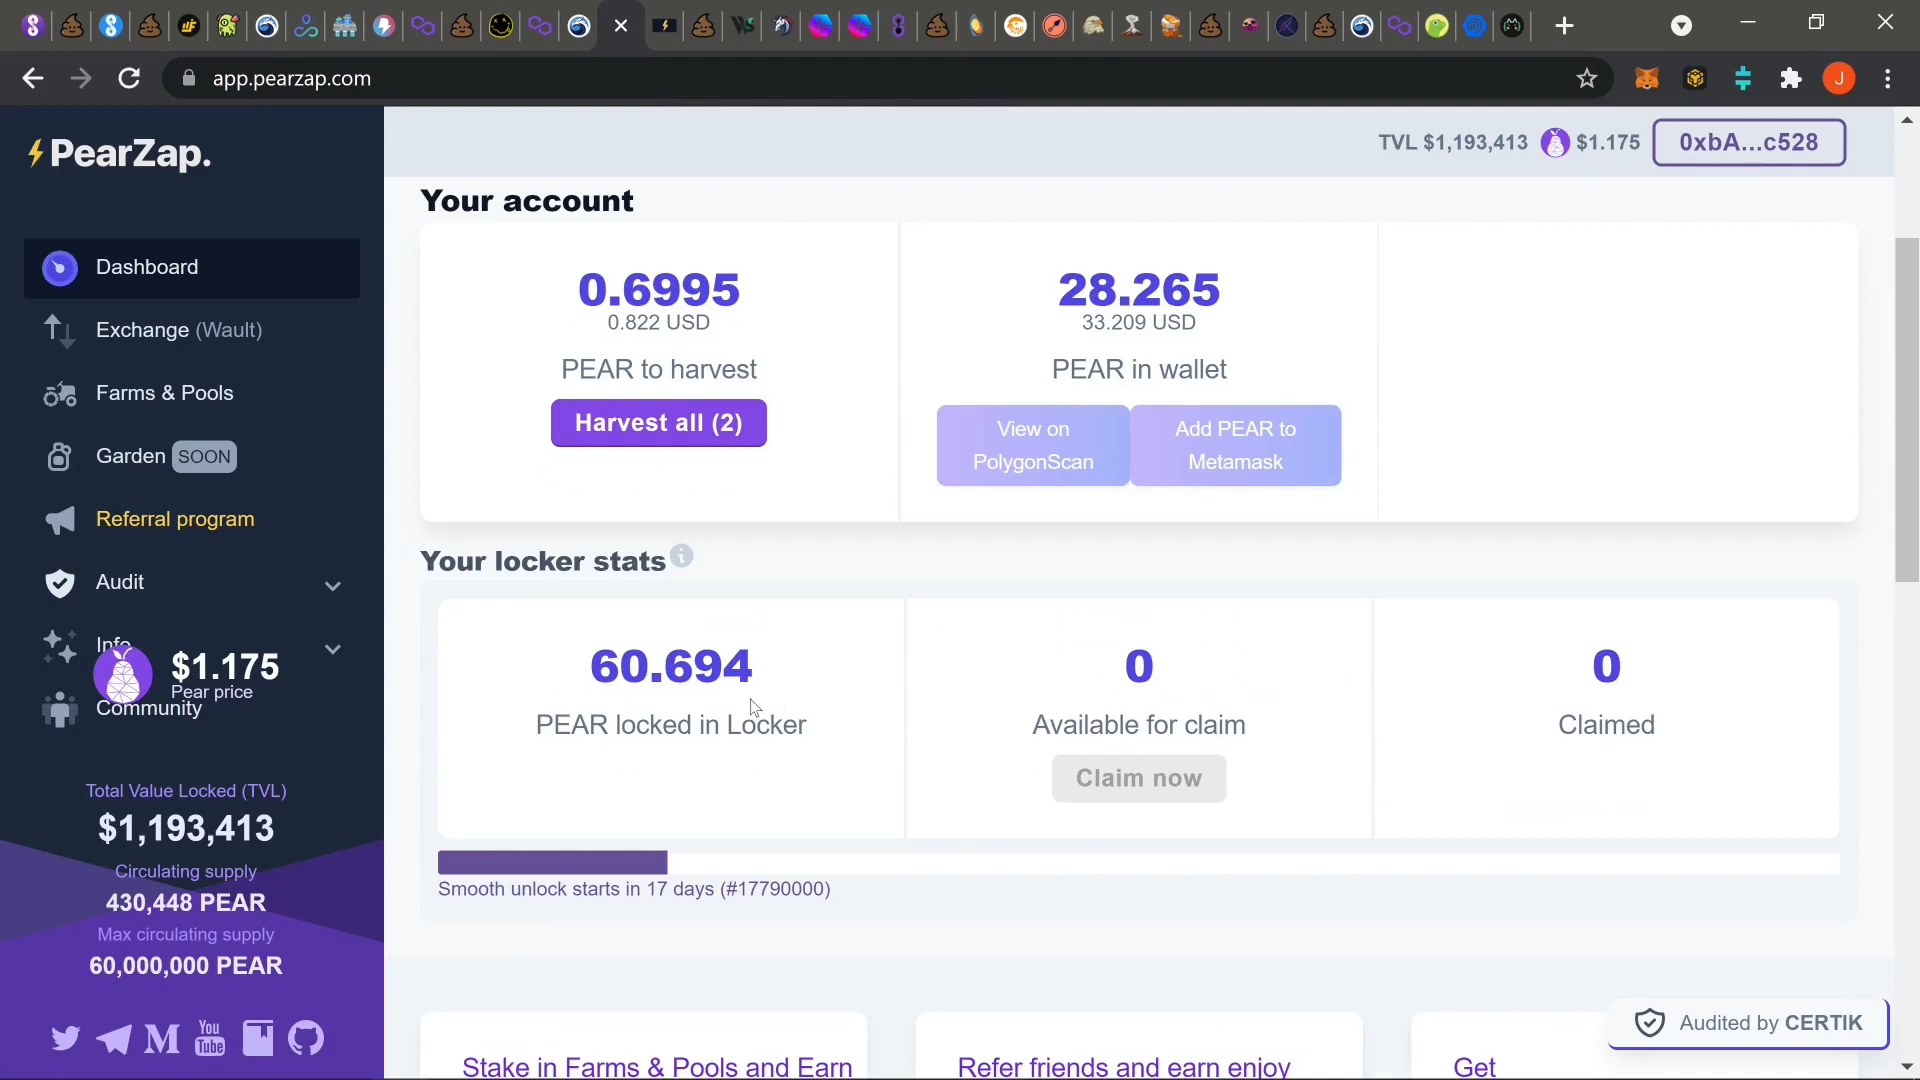 app.pearzap.com
J
PearZap.
TVL $1,193,413
$1.175
0xbA...c528
Dashboard
Exchange (Wault)
Farms & Pools
Garden SOON
Referral program
Audit
Info
$1.175
Pear price
Community
Total Value Locked (TVL)
$1,193,413
Circulating supply
430,448 PEAR
Max circulating supply
60,000,000 PEAR
You
Tube
Your account
0.6995
0.822 USD
PEAR to harvest
Harvest all (2)
28.265
33.209 USD
PEAR in wallet
View on
PolygonScan
Add PEAR to
Metamask
Your locker stats
60.694
PEAR locked in Locker
0
Available for claim
Claim now
0
Claimed
Smooth unlock starts in 17 days (#17790000)
Stake in Farms & Pools and Earn
Refer friends and earn enjoy
Get
Audited by CERTIK